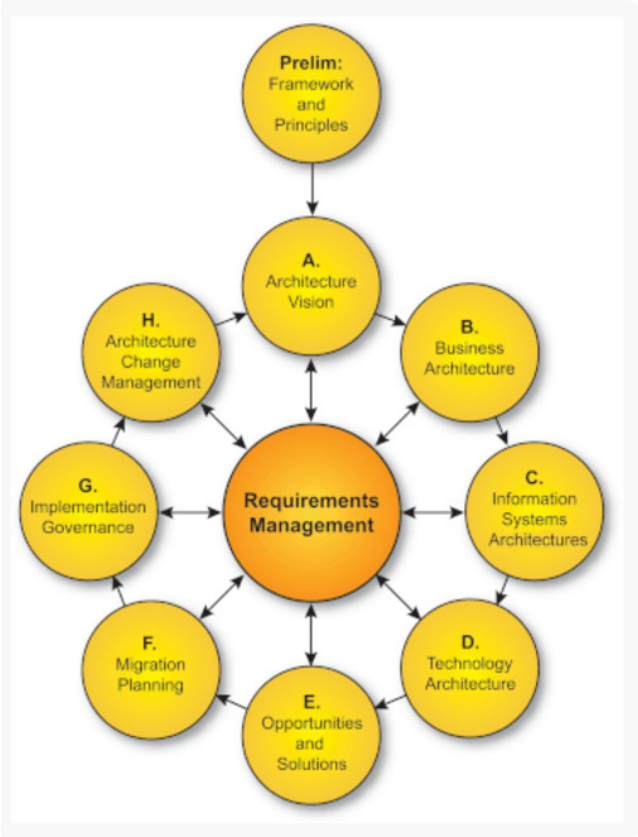 Prelim:
Framework
and
Principles
A.
Architecture
Vision
B.
Business
Architecture
C.
Information
Systems
Architectures
D.
Technology
Architecture
E.
Opportunities
and
Solutions
F.
Migration
Planning
G.
Implementation
Governance
H.
Architecture
Change
Management
Requirements
Management